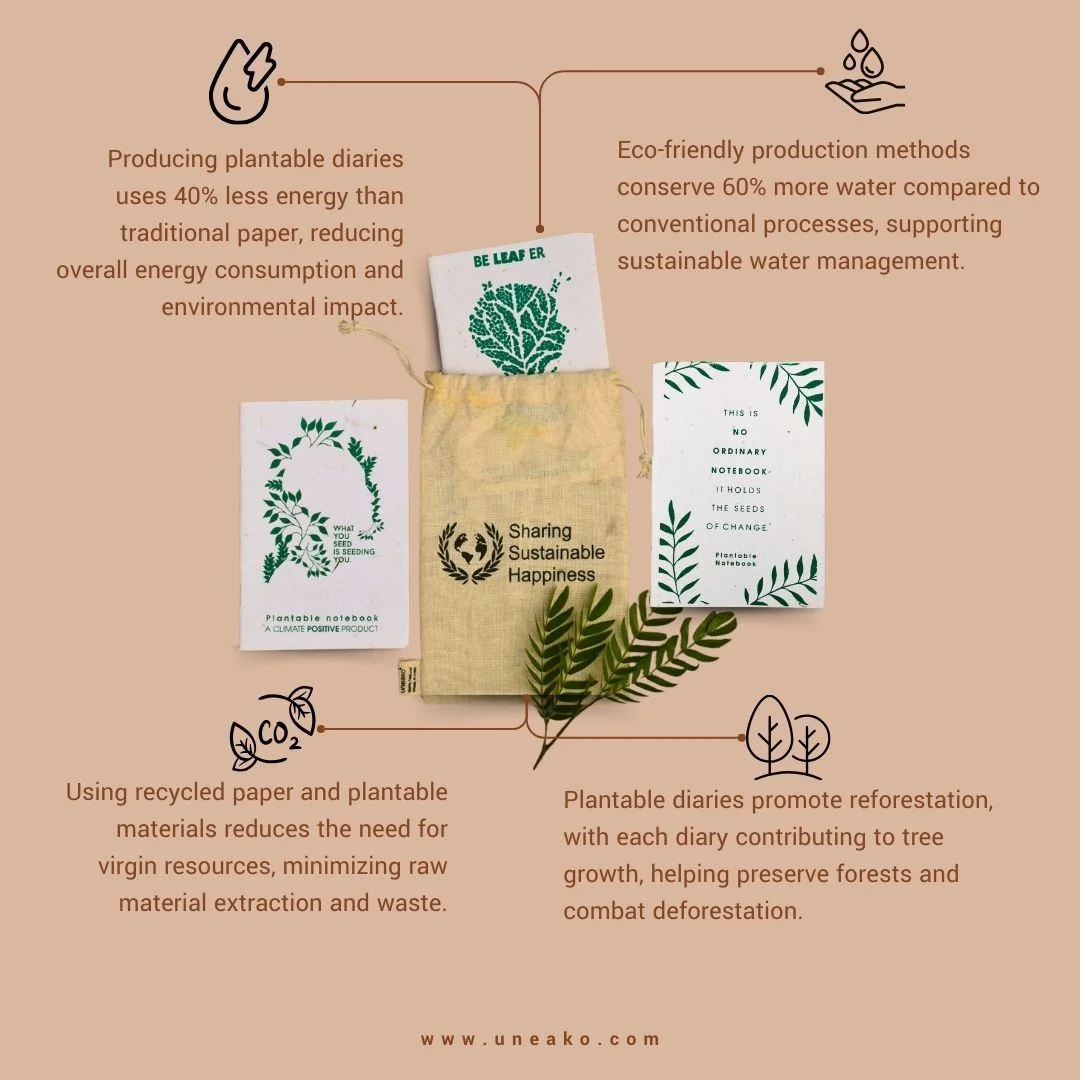 Producing plantable diaries
uses 40% less energy than
traditional paper, reducing
overall energy consumption and
environmental impact.
Eco-friendly production methods
conserve 60% more water compared to
conventional processes, supporting
sustainable water management.
BE LEAF ER
WHAT
YOU
SEED
IS SEEDING
YOU.
Plantable notebook
A CLIMATE POSITIVE PRODUCT
Sharing
Sustainable
Happiness
uneako
THIS IS
NO
ORDINARY
NOTEBOOK.
IT HOLDS
THE SEEDS
OF CHANGE.
Plantable
Notebook
CO2
Using recycled paper and plantable
materials reduces the need for
virgin resources, minimizing raw
material extraction and waste.
Plantable diaries promote reforestation,
with each diary contributing to tree
growth, helping preserve forests and
combat deforestation.
www.uneako.com